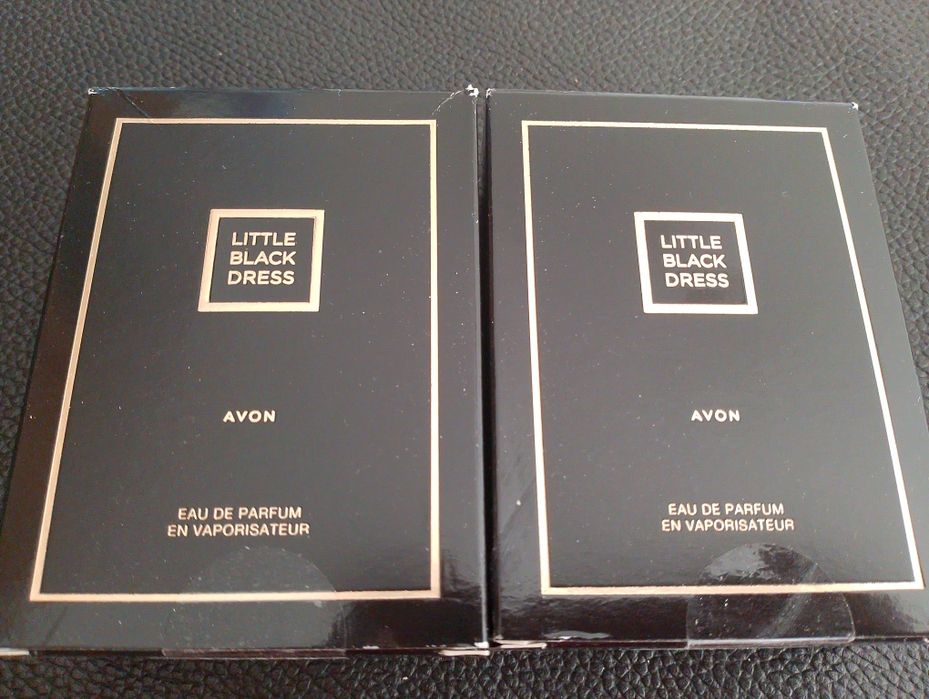 LITTLE
BLACK
DRESS
AVON
EAU DE PARFUM
EN VAPORISATEUR
LITTLE
BLACK
DRESS
AVON
EAU DE PARFUM
EN VAPORISATEUR